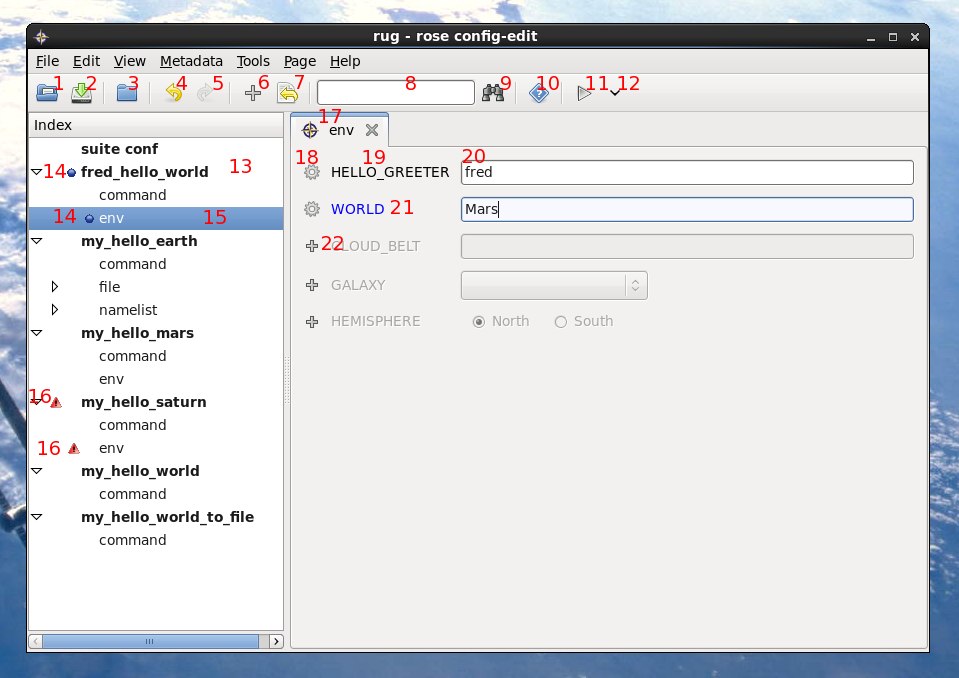 rug - rose config-edit
File Edit View Metadata Tools Page Help
1 2 3 4 5 6 7 8 9 10 11 12
Index
17
env
suite conf
18 19 20
14 fred_hello_world 13
HELLO_GREETER fred
command
14 env 15
WORLD 21 Mars
my_hello_earth
22 CLOUD_BELT
command
file
GALAXY
namelist
HEMISPHERE North South
my_hello_mars
command
env
16 my_hello_saturn
command
16 env
my_hello_world
command
my_hello_world_to_file
command